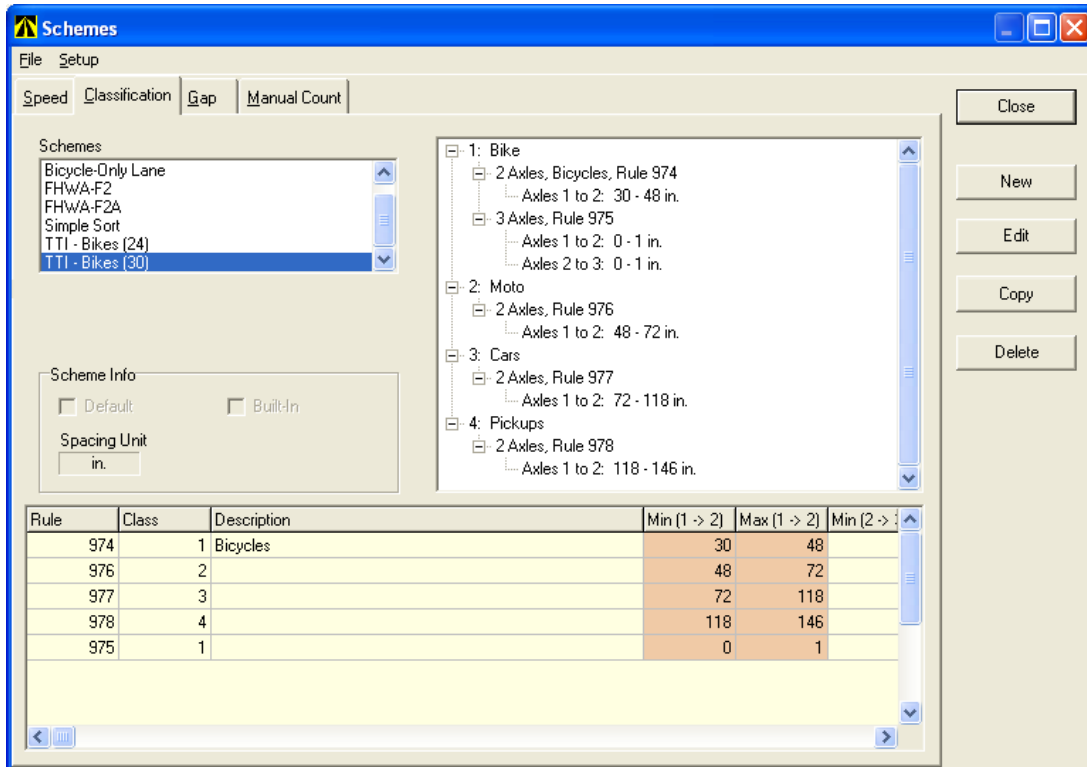 Schemes
File Setup
Speed Classification Gap Manual Count
Close
New
Edit
Copy
Delete
Schemes
Bicycle-Only Lane
FHWA-F2
FHWA-F2A
Simple Sort
TTI - Bikes (24)
TTI - Bikes (30)
Scheme Info
Default Built-In
Spacing Unit
in.
1: Bike
2 Axles, Bicycles, Rule 974
Axles 1 to 2: 30 - 48 in.
3 Axles, Rule 975
Axles 1 to 2: 0 - 1 in.
Axles 2 to 3: 0 - 1 in.
2: Moto
2 Axles, Rule 976
Axles 1 to 2: 48 - 72 in.
3: Cars
2 Axles, Rule 977
Axles 1 to 2: 72 - 118 in.
4: Pickups
2 Axles, Rule 978
Axles 1 to 2: 118 - 146 in.
Rule Class Description Min (1 -> 2) Max (1 -> 2) Min (2 ->
974 1 Bicycles 30 48
976 2 48 72
977 3 72 118
978 4 118 146
975 1 0 1